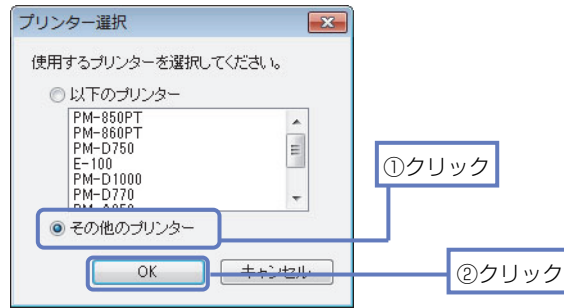 プリンター選択
使用するプリンターを選択してください。
以下のプリンター
PM-850PT
PM-860PT
PM-D750
E-100
PM-D1000
PM-D770
①クリック
その他のプリンター
OK
キャンセル
②クリック